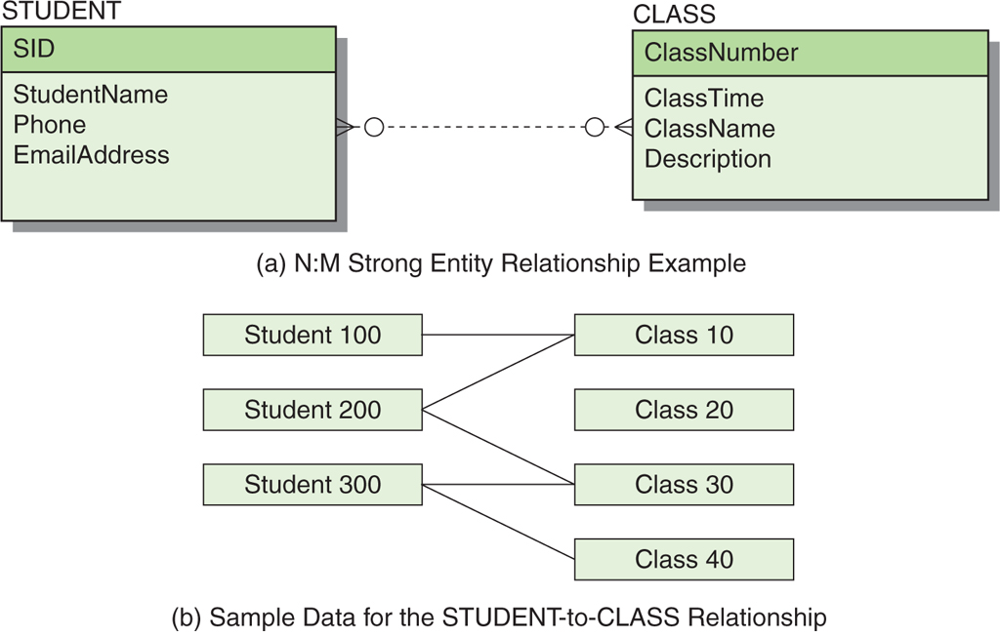 STUDENT
SID
StudentName
Phone
EmailAddress
CLASS
ClassNumber
ClassTime
ClassName
Description
(a) N:M Strong Entity Relationship Example
Student 100
Class 10
Student 200
Class 20
Student 300
Class 30
Class 40
(b) Sample Data for the STUDENT-to-CLASS Relationship